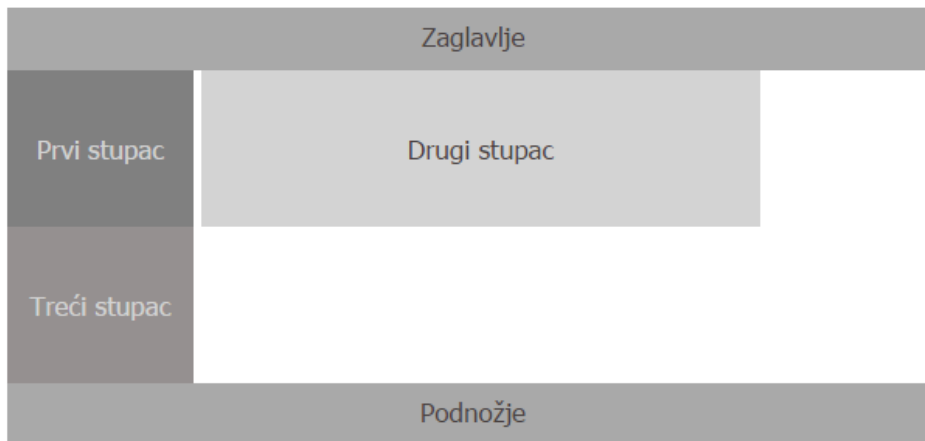 Zaglavlje
Prvi stupac
Drugi stupac
Treći stupac
Podnožje